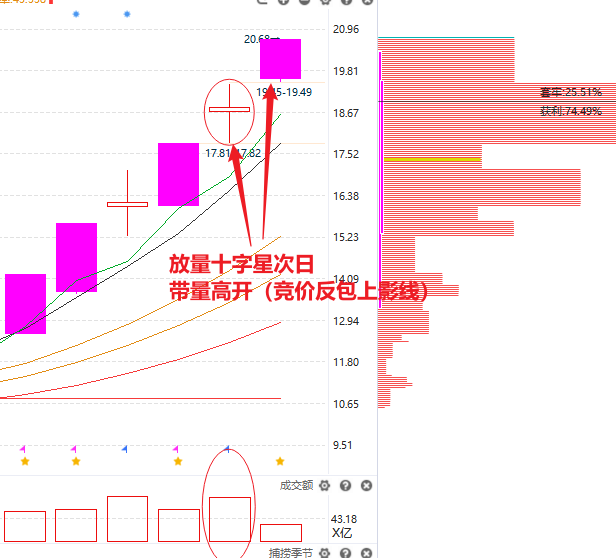 20.68
20.96
19.81
套牢:25.51%
-19.49
18.67
获利:74.49%
17.81
17.82
17.52
16.38
15.23
放量十字星次日
14.09
带量高开（竞价反包上影线）
12.94
11.80
10.65
9.51
成交额
43.18
X亿
捕捞季节